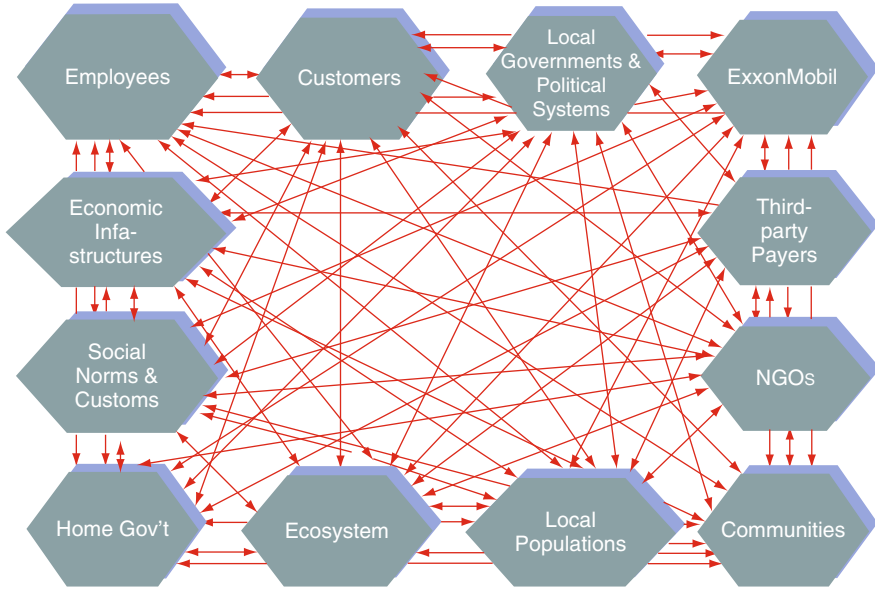 Employees
Customers
Local
Governments &
Political
Systems
ExxonMobil
Economic
Infa-
structures
Third-
party
Payers
Social
Norms &
Customs
NGOs
Home Gov't
Ecosystem
Local
Populations
Communities